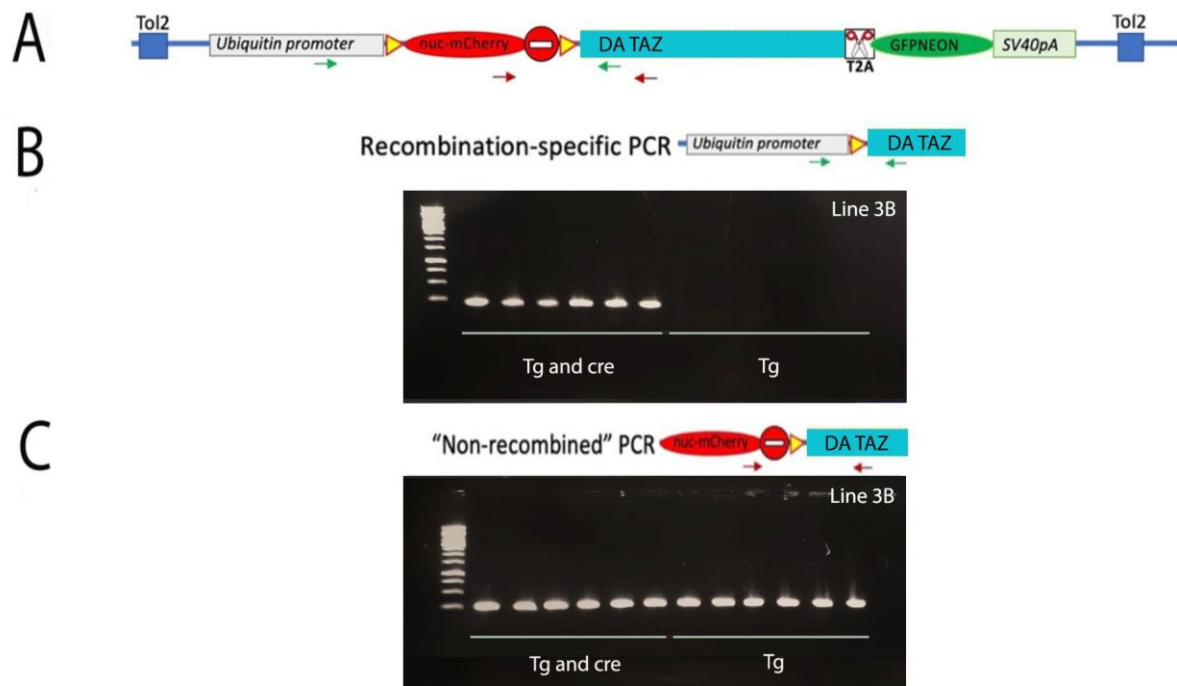 A
Tol2
Ubiquitin promoter
nuc-mCherry
DA TAZ
T2A
GFPNEON
SV40pA
Tol2
B
Recombination-specific PCR
Ubiquitin promoter
DA TAZ
Line 3B
Tg and cre
Tg
C
“Non-recombined” PCR
nuc-mCherry
DA TAZ
Line 3B
Tg and cre
Tg